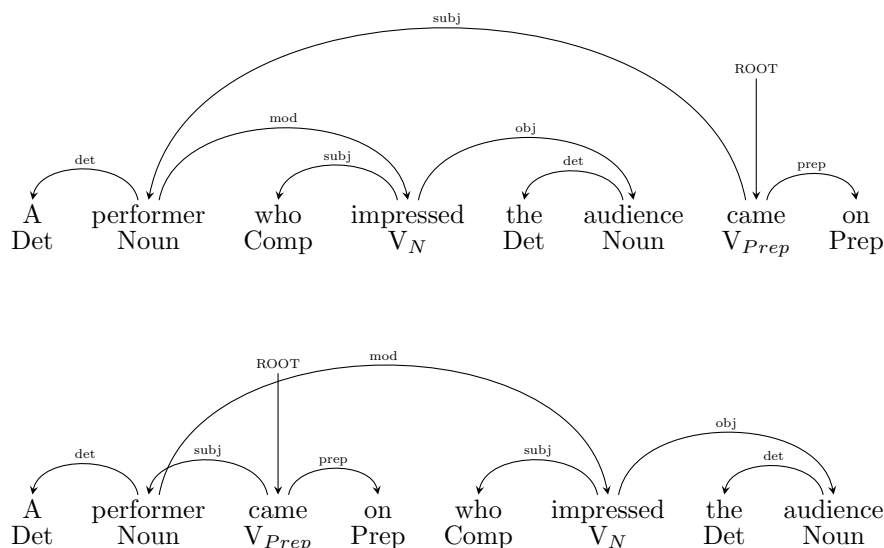 subj
ROOT
mod
obj
det
subj
det
prep
A performer who impressed the audience came on
Det Noun Comp V_N Det Noun V_Prep Prep
ROOT
mod
obj
det
subj
prep
subj
det
A performer came on who impressed the audience
Det Noun V_Prep Prep Comp V_N Det Noun